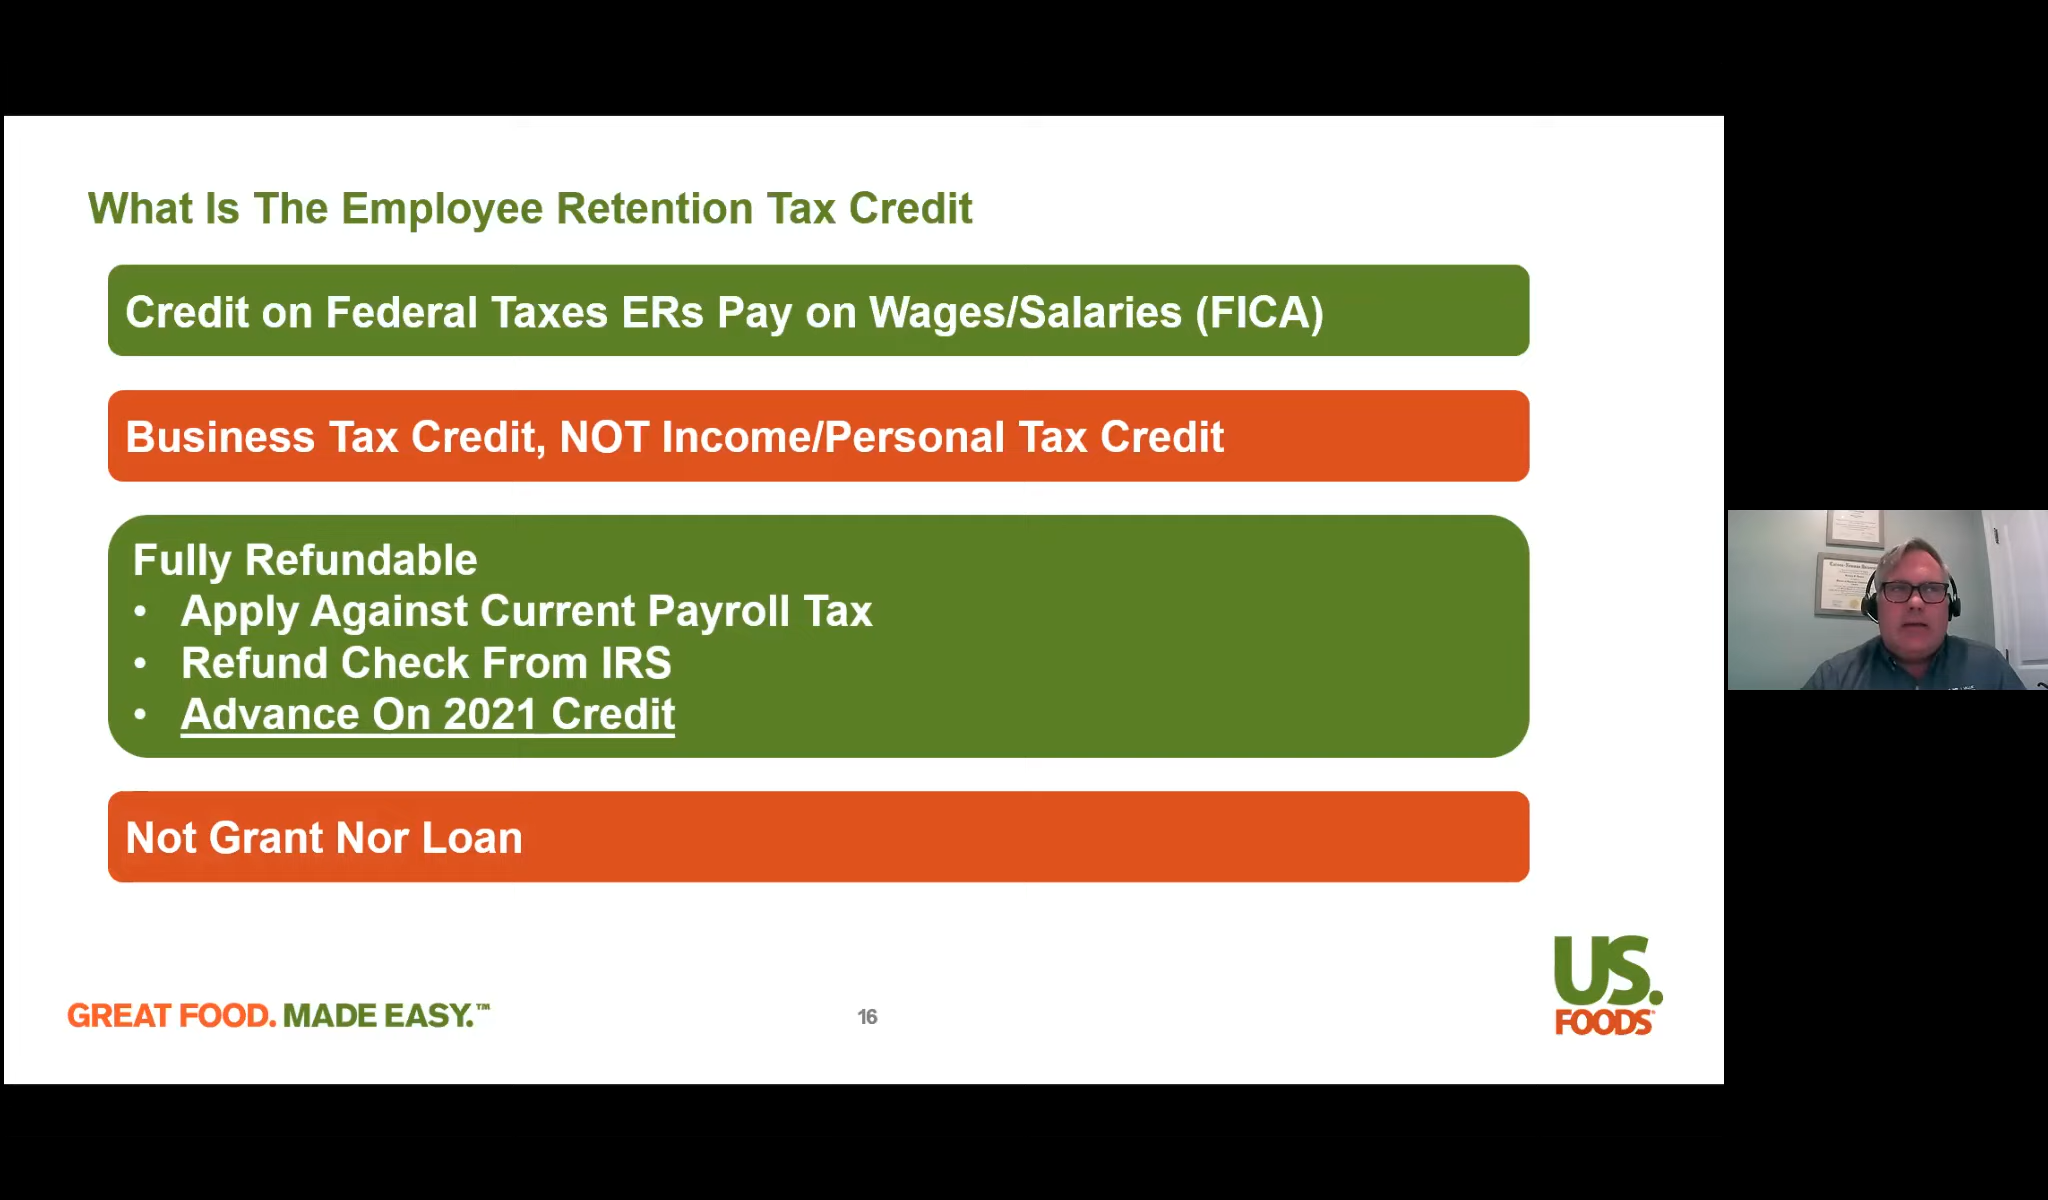 What Is The Employee Retention Tax Credit
Credit on Federal Taxes ERs Pay on Wages/Salaries (FICA)
Business Tax Credit, NOT Income/Personal Tax Credit
Fully Refundable
• Apply Against Current Payroll Tax
• Refund Check From IRS
• Advance On 2021 Credit
Not Grant Nor Loan
GREAT FOOD. MADE EASY.™
16
US.
FOODS®